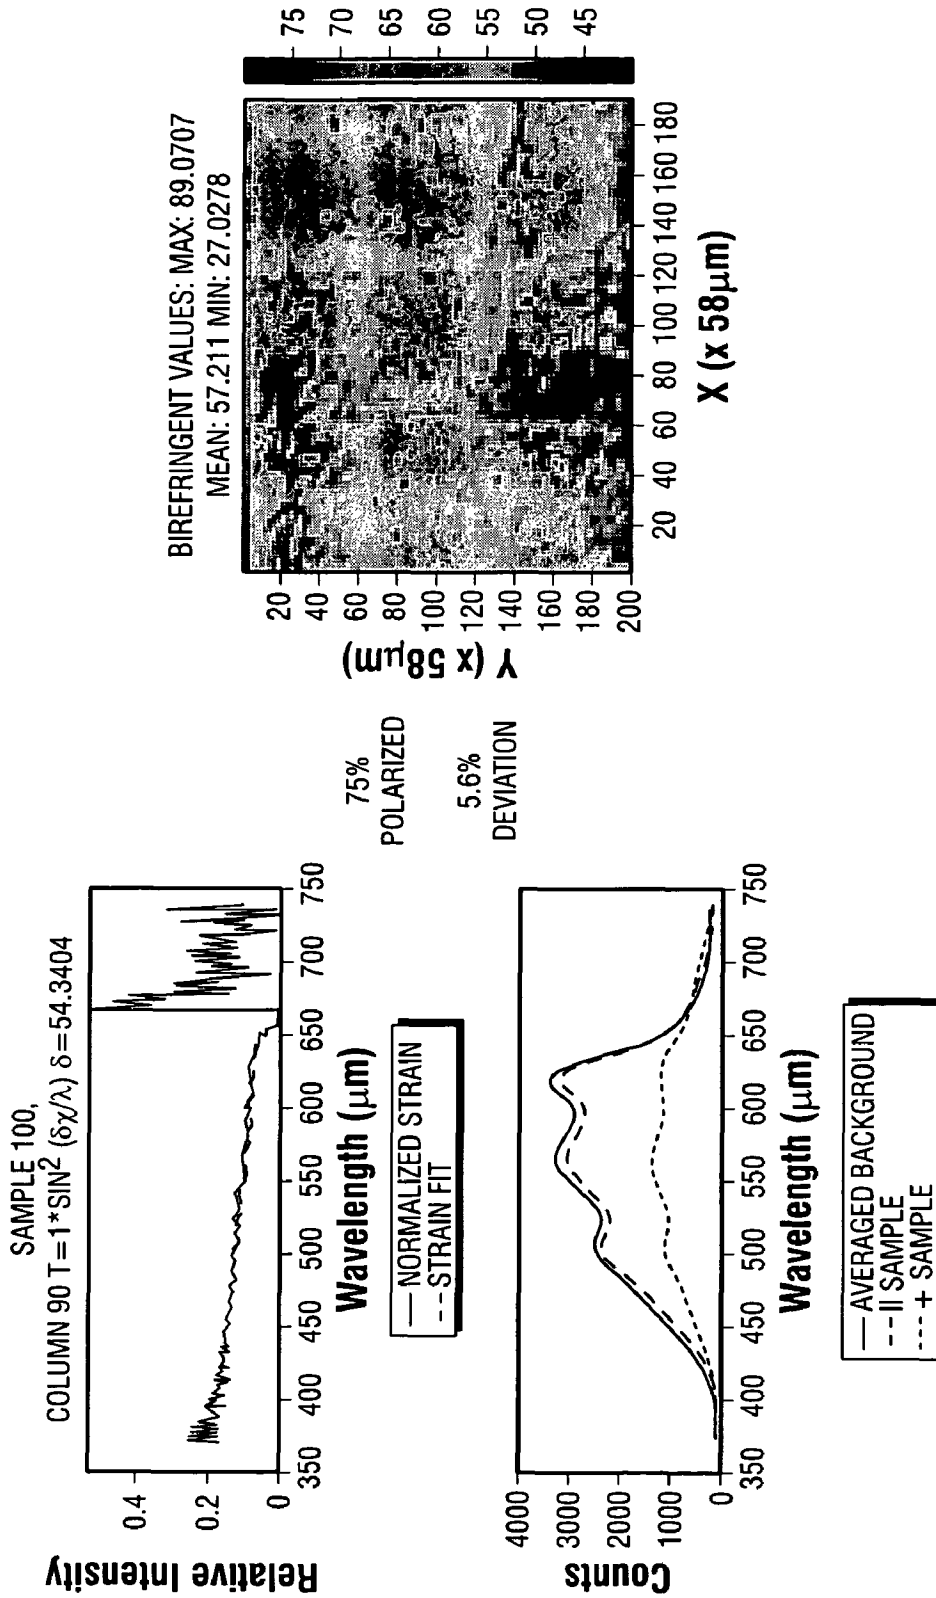 SAMPLE 100,
COLUMN 90 T=1*SIN² (δχ/λ) δ=54.3404
Relative Intensity
0.4
0.2
0
350 400 450 500 550 600 650 700 750
Wavelength (μm)
NORMALIZED STRAIN
STRAIN FIT
75%
POLARIZED
5.6%
DEVIATION
Counts
4000
3000
2000
1000
0
350 400 450 500 550 600 650 700 750
Wavelength (μm)
AVERAGED BACKGROUND
II SAMPLE
+ SAMPLE
BIREFRINGENT VALUES: MAX: 89.0707
MEAN: 57.211 MIN: 27.0278
Y (x 58μm)
20
40
60
80
100
120
140
160
180
200
20 40 60 80 100 120 140 160 180
X (x 58μm)
75
70
65
60
55
50
45